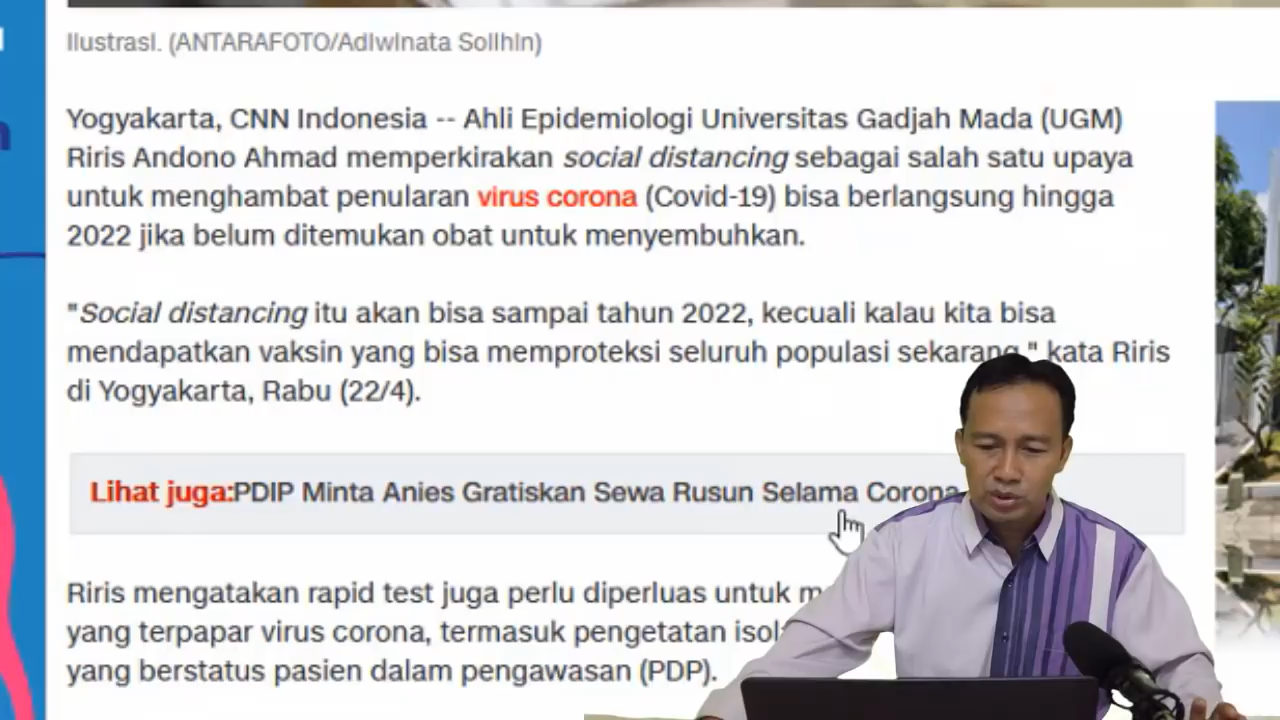 Ilustrasi. (ANTARAFOTO/Adiwinata Solihin)
Yogyakarta, CNN Indonesia -- Ahli Epidemiologi Universitas Gadjah Mada (UGM)
Riris Andono Ahmad memperkirakan social distancing sebagai salah satu upaya
untuk menghambat penularan virus corona (Covid-19) bisa berlangsung hingga
2022 jika belum ditemukan obat untuk menyembuhkan.
"Social distancing itu akan bisa sampai tahun 2022, kecuali kalau kita bisa
mendapatkan vaksin yang bisa memproteksi seluruh populasi sekarang," kata Riris
di Yogyakarta, Rabu (22/4).
Lihat juga:PDIP Minta Anies Gratiskan Sewa Rusun Selama Corona
Riris mengatakan rapid test juga perlu diperluas untuk
yang terpapar virus corona, termasuk pengetatan
yang berstatus pasien dalam pengawasan (PDP).